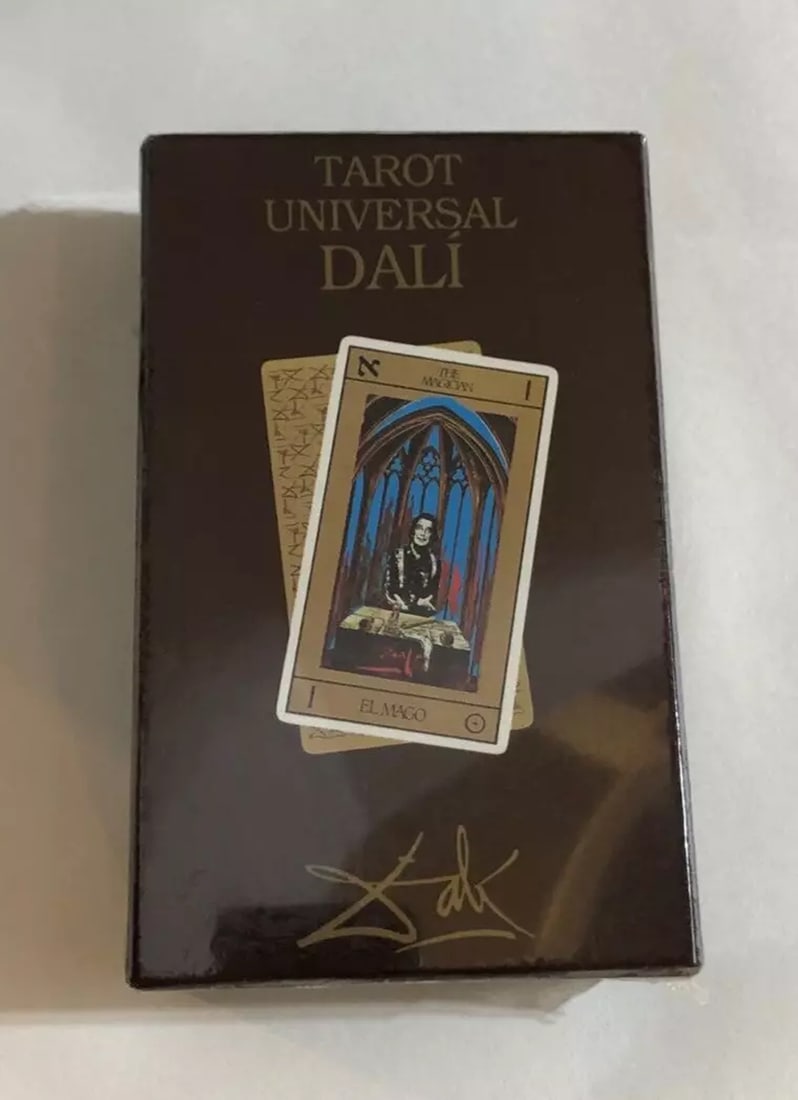 TAROT
UNIVERSAL
DALÍ
א
THE
MAGICIAN
I
I
EL MAGO
Dalí